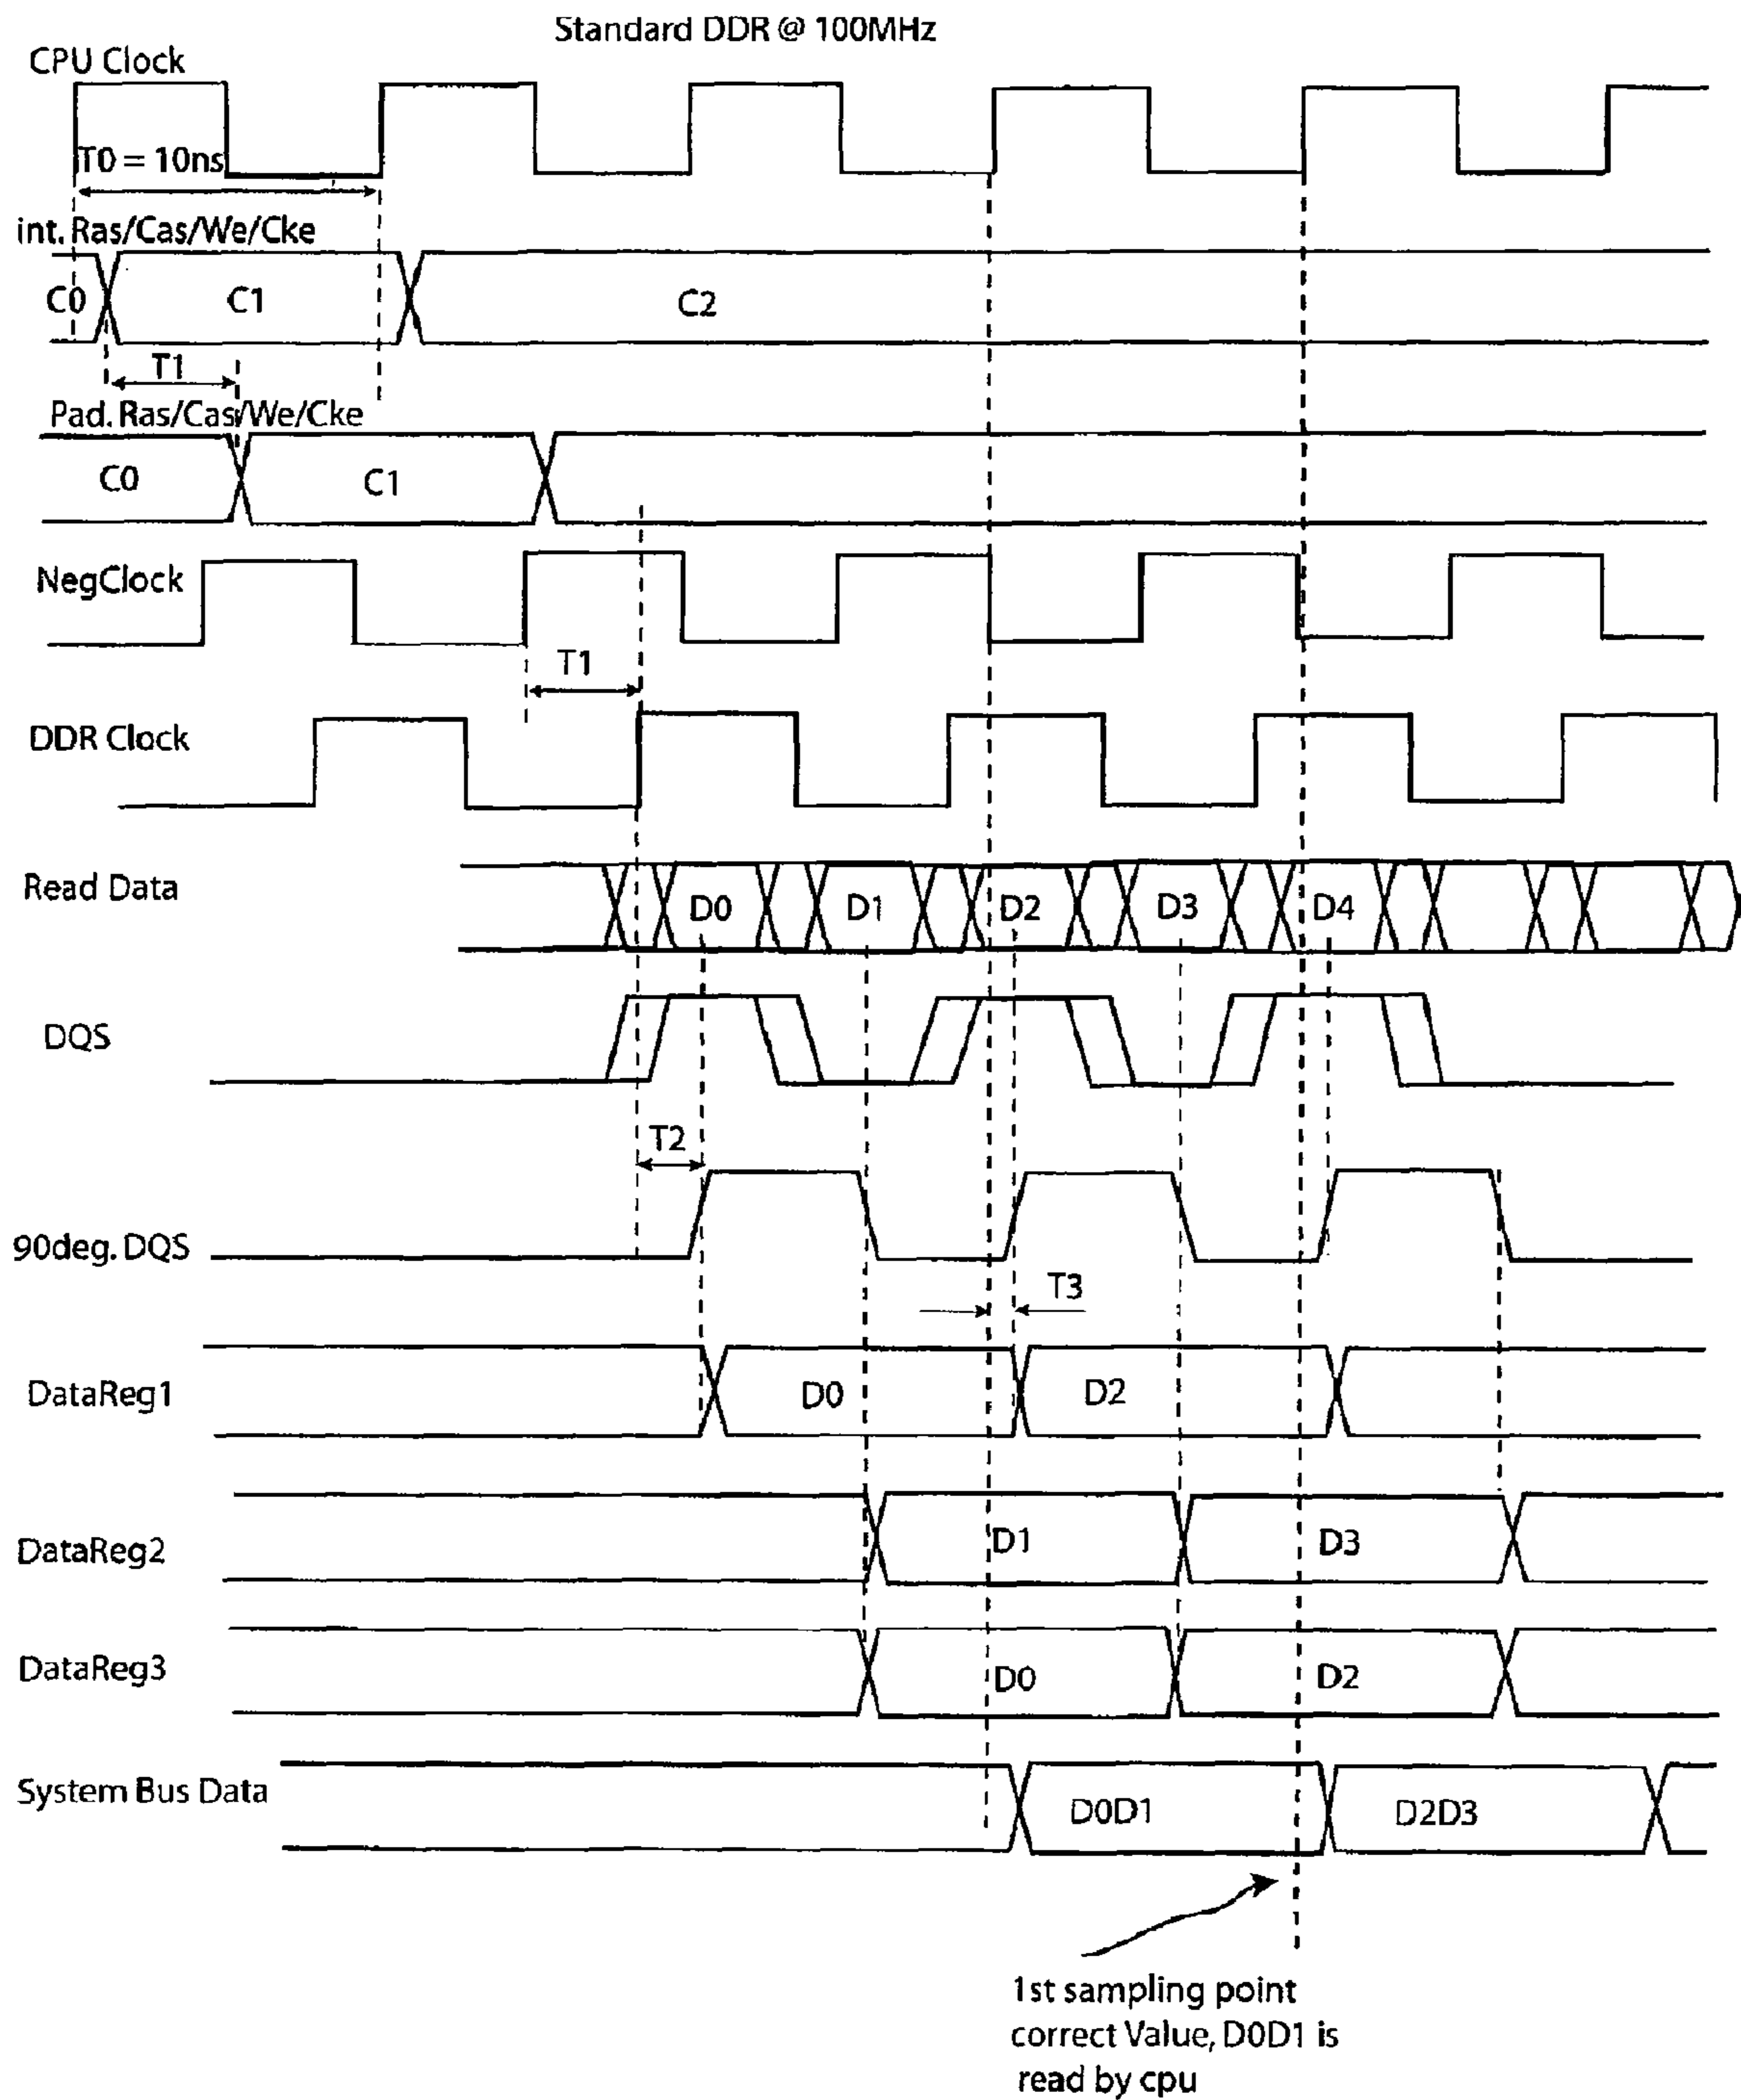 Standard DDR @ 100MHz
CPU Clock
T0 = 10ns
int. Ras/Cas/We/Cke
C0
C1
C2
T1
Pad. Ras/Cas/We/Cke
C0
C1
NegClock
T1
DDR Clock
Read Data
D0
D1
D2
D3
D4
DQS
T2
90deg. DQS
T3
DataReg1
D0
D2
DataReg2
D1
D3
DataReg3
D0
D2
System Bus Data
D0D1
D2D3
1st sampling point
correct Value, D0D1 is
read by cpu